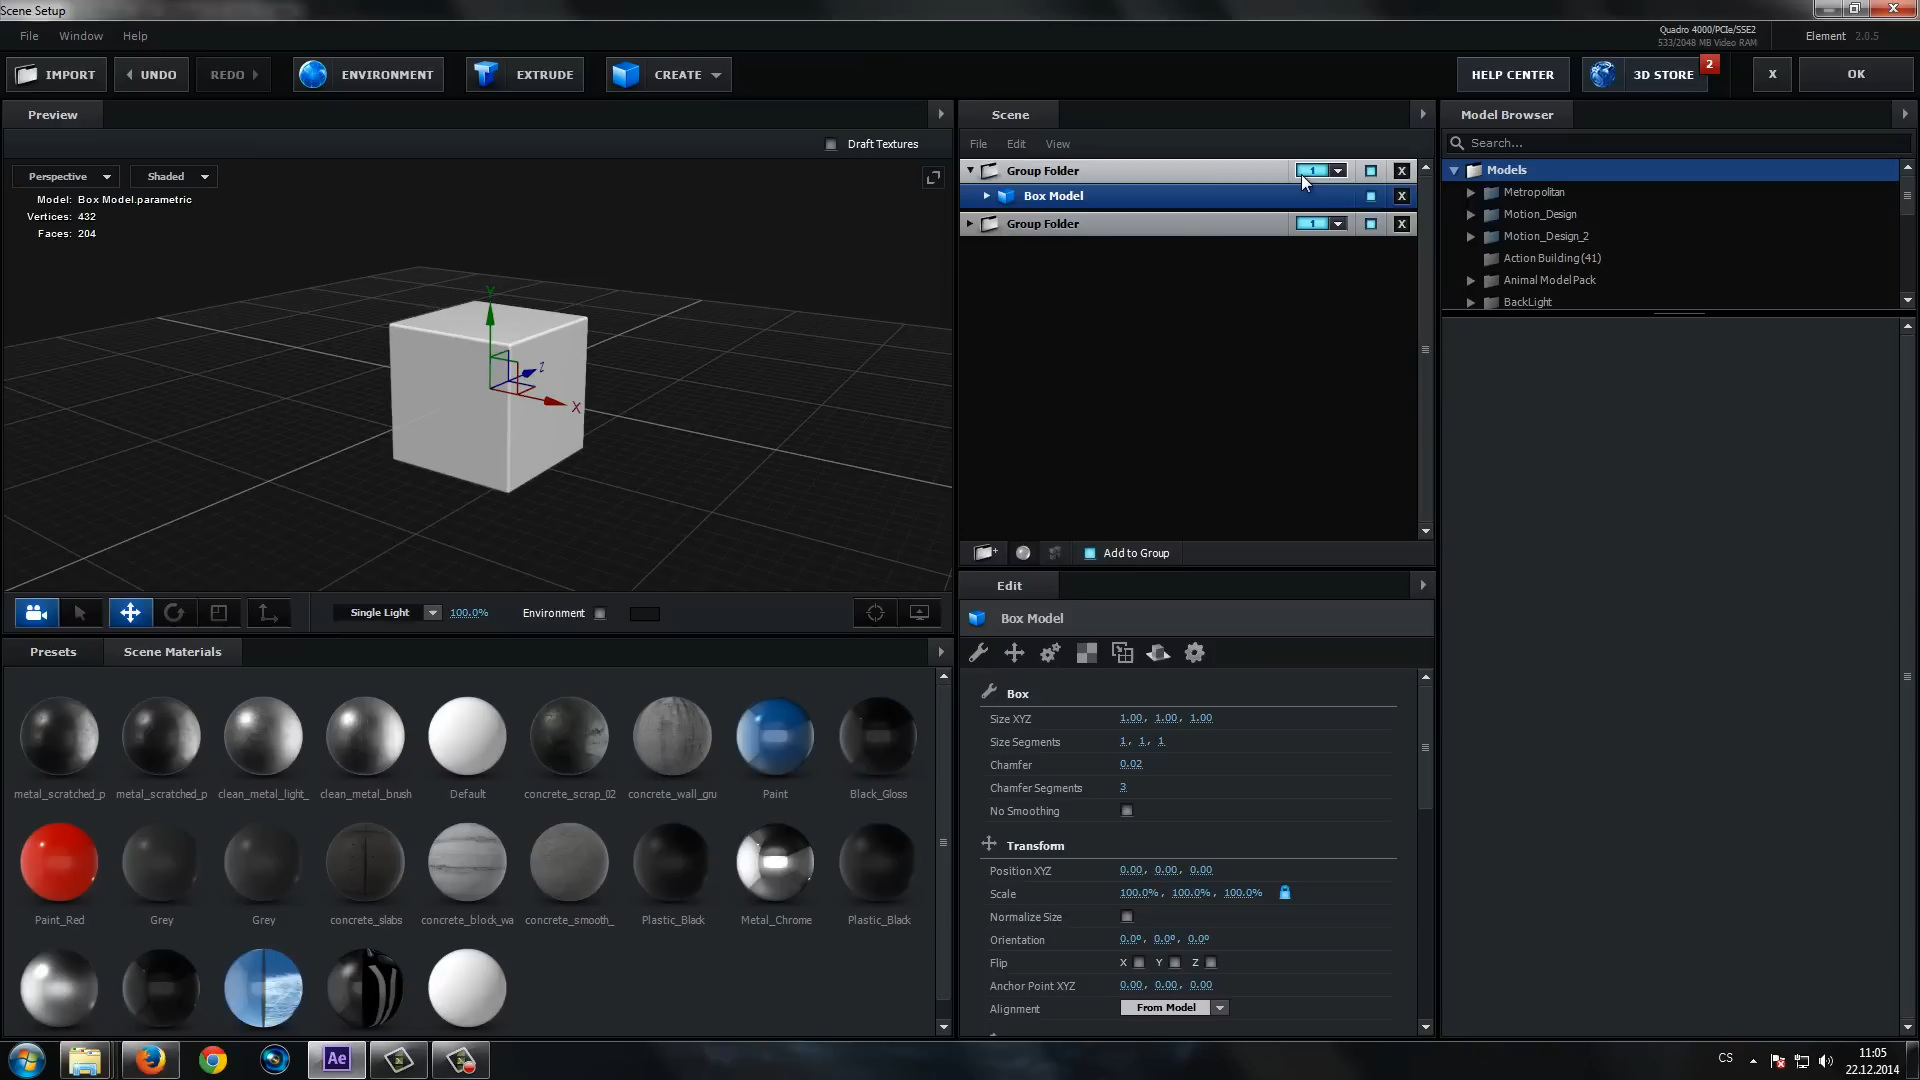 Scene Setup
File Window Help
Quadro 4000/PCIe/SSE2
533/2048 MB Video RAM
Element 2.0.5
IMPORT
UNDO
REDO
ENVIRONMENT
EXTRUDE
CREATE
HELP CENTER
3D STORE
2
X
OK
Preview
Draft Textures
Perspective
Shaded
Model: Box Model.parametric
Vertices: 432
Faces: 204
Y
Z
X
Single Light
100.0%
Environment
Scene
File Edit View
Group Folder 1 X
Box Model X
Group Folder 1 X
Add to Group
Model Browser
Search...
Models
Metropolitan
Motion_Design
Motion_Design_2
Action Building (41)
Animal Model Pack
BackLight
Presets
Scene Materials
metal_scratched_p
metal_scratched_p
clean_metal_light_
clean_metal_brush
Default
concrete_scrap_02
concrete_wall_gru
Paint
Black_Gloss
Paint_Red
Grey
Grey
concrete_slabs
concrete_block_wa
concrete_smooth_
Plastic_Black
Metal_Chrome
Plastic_Black
Edit
Box Model
Box
Size XYZ 1.00, 1.00, 1.00
Size Segments 1, 1, 1
Chamfer 0.02
Chamfer Segments 3
No Smoothing
Transform
Position XYZ 0.00, 0.00, 0.00
Scale 100.0%, 100.0%, 100.0%
Normalize Size
Orientation 0.0°, 0.0°, 0.0°
Flip X Y Z
Anchor Point XYZ 0.00, 0.00, 0.00
Alignment From Model
Ae
CS
11:05
22.12.2014